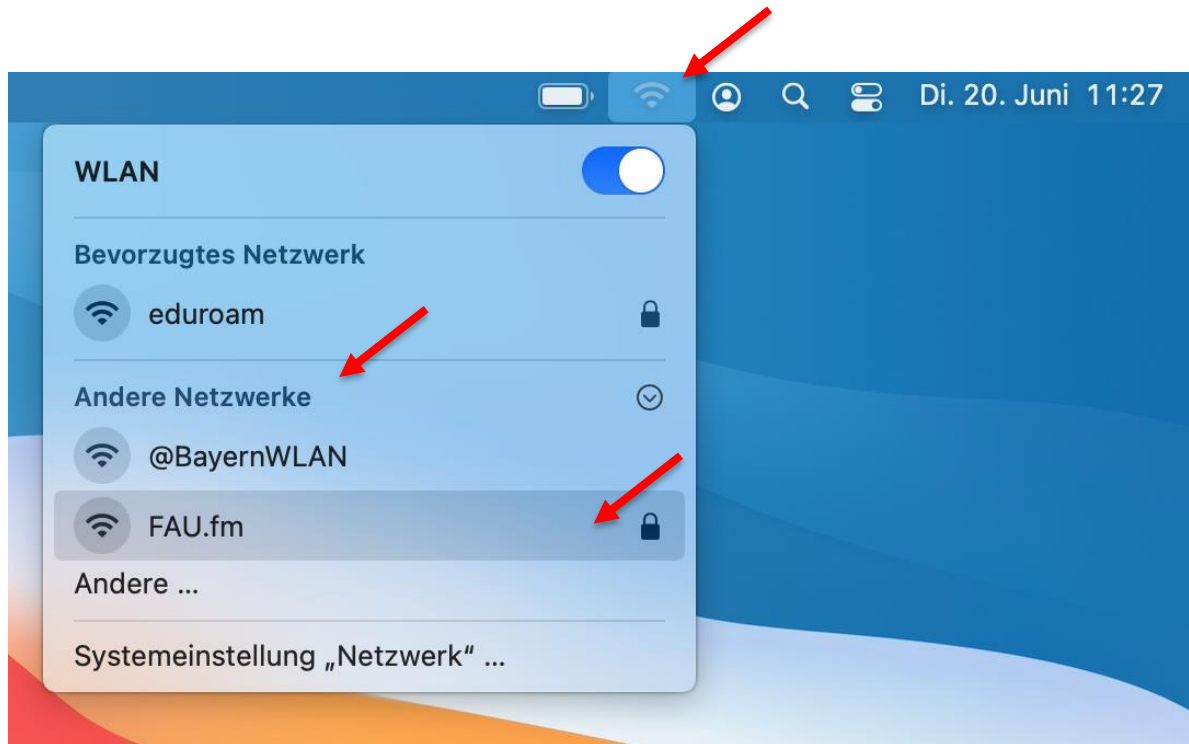 Di. 20. Juni 11:27
WLAN
Bevorzugtes Netzwerk
eduroam
Andere Netzwerke
@BayernWLAN
FAU.fm
Andere ...
Systemeinstellung „Netzwerk“ ...